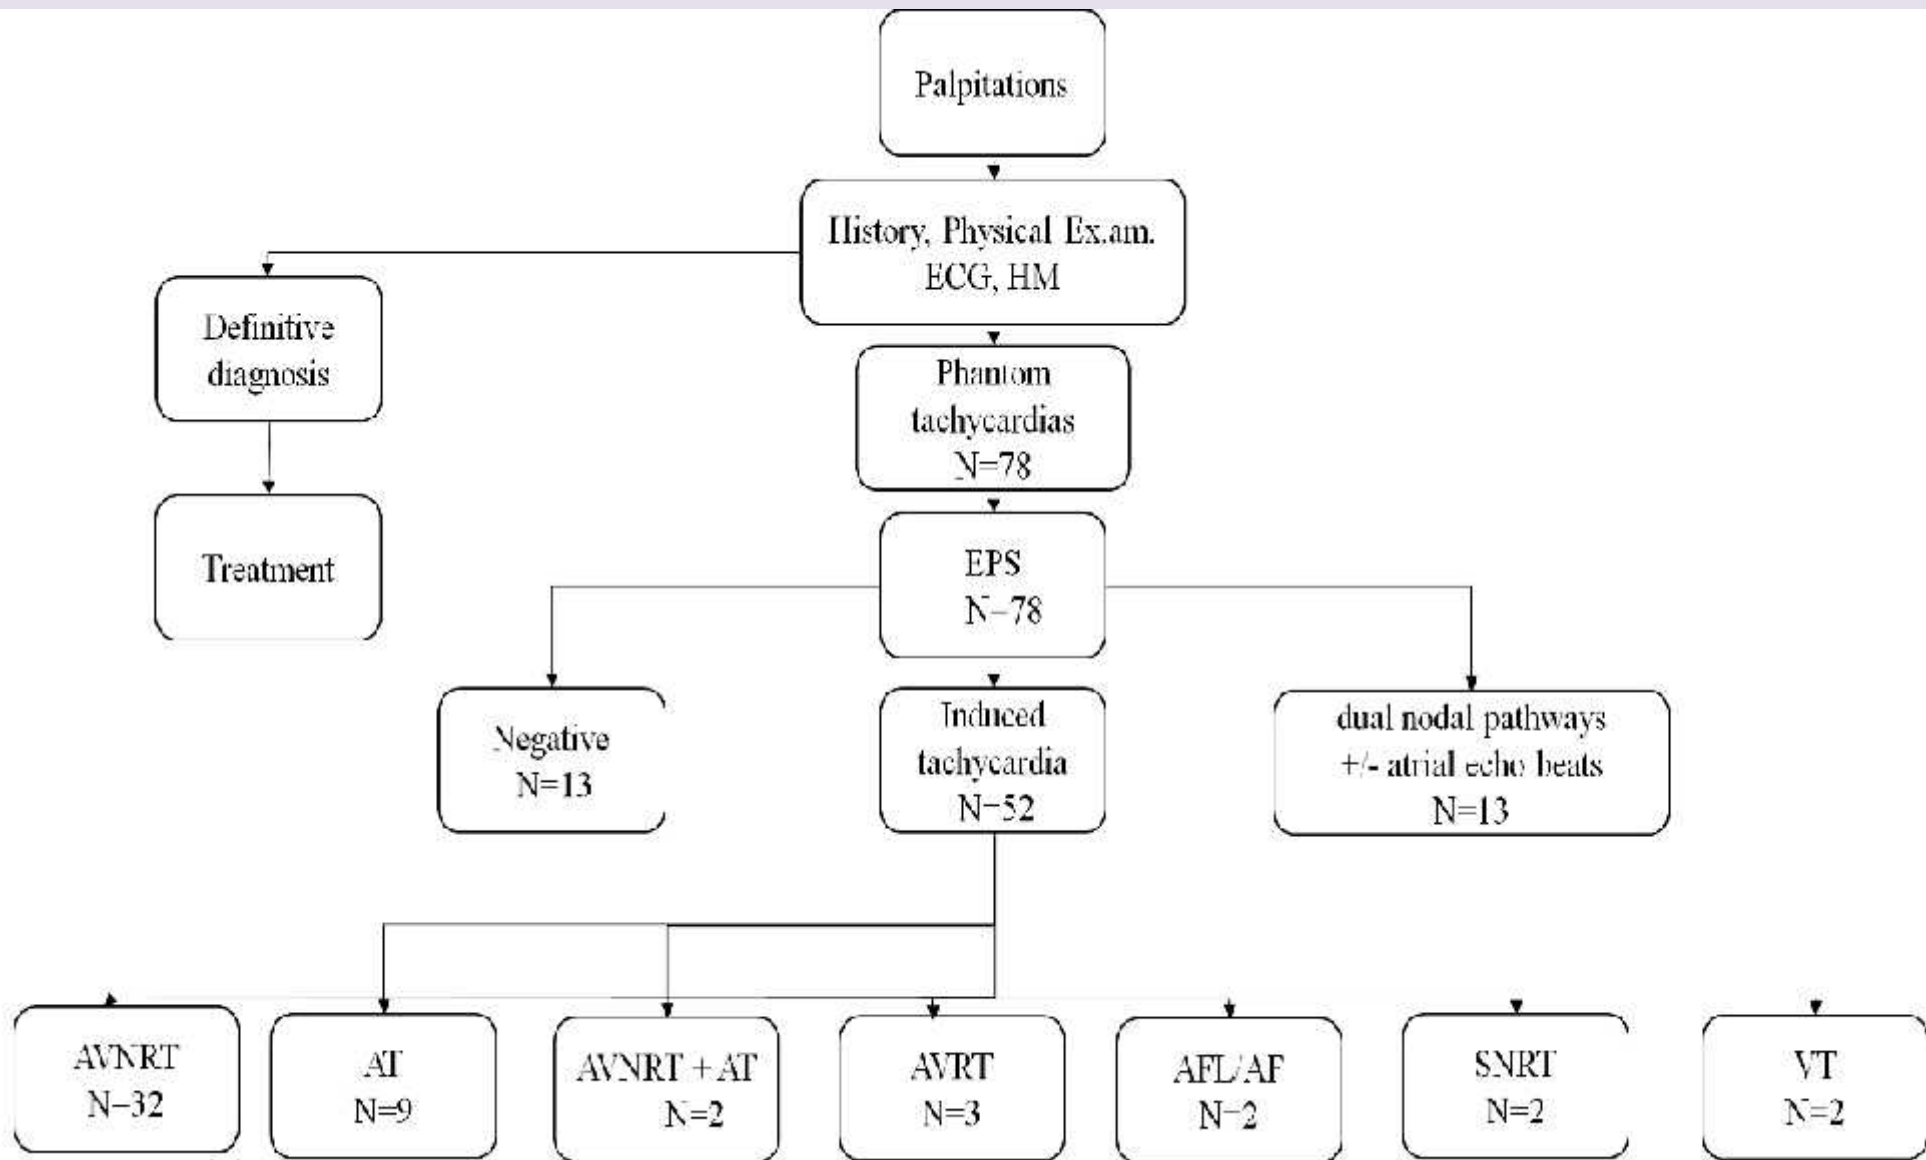 Palpitations
History, Physical Ex.am.
ECG, HM
Definitive
diagnosis
Phantom
tachycardias
N=78
Treatment
EPS
N=78
Negative
N=13
Induced
tachycardia
N=52
dual nodal pathways
+/- atrial echo beats
N=13
AVNRT
N=32
AT
N=9
AVNRT + AT
N=2
AVRT
N=3
AFL/AF
N=2
SNRT
N=2
VT
N=2